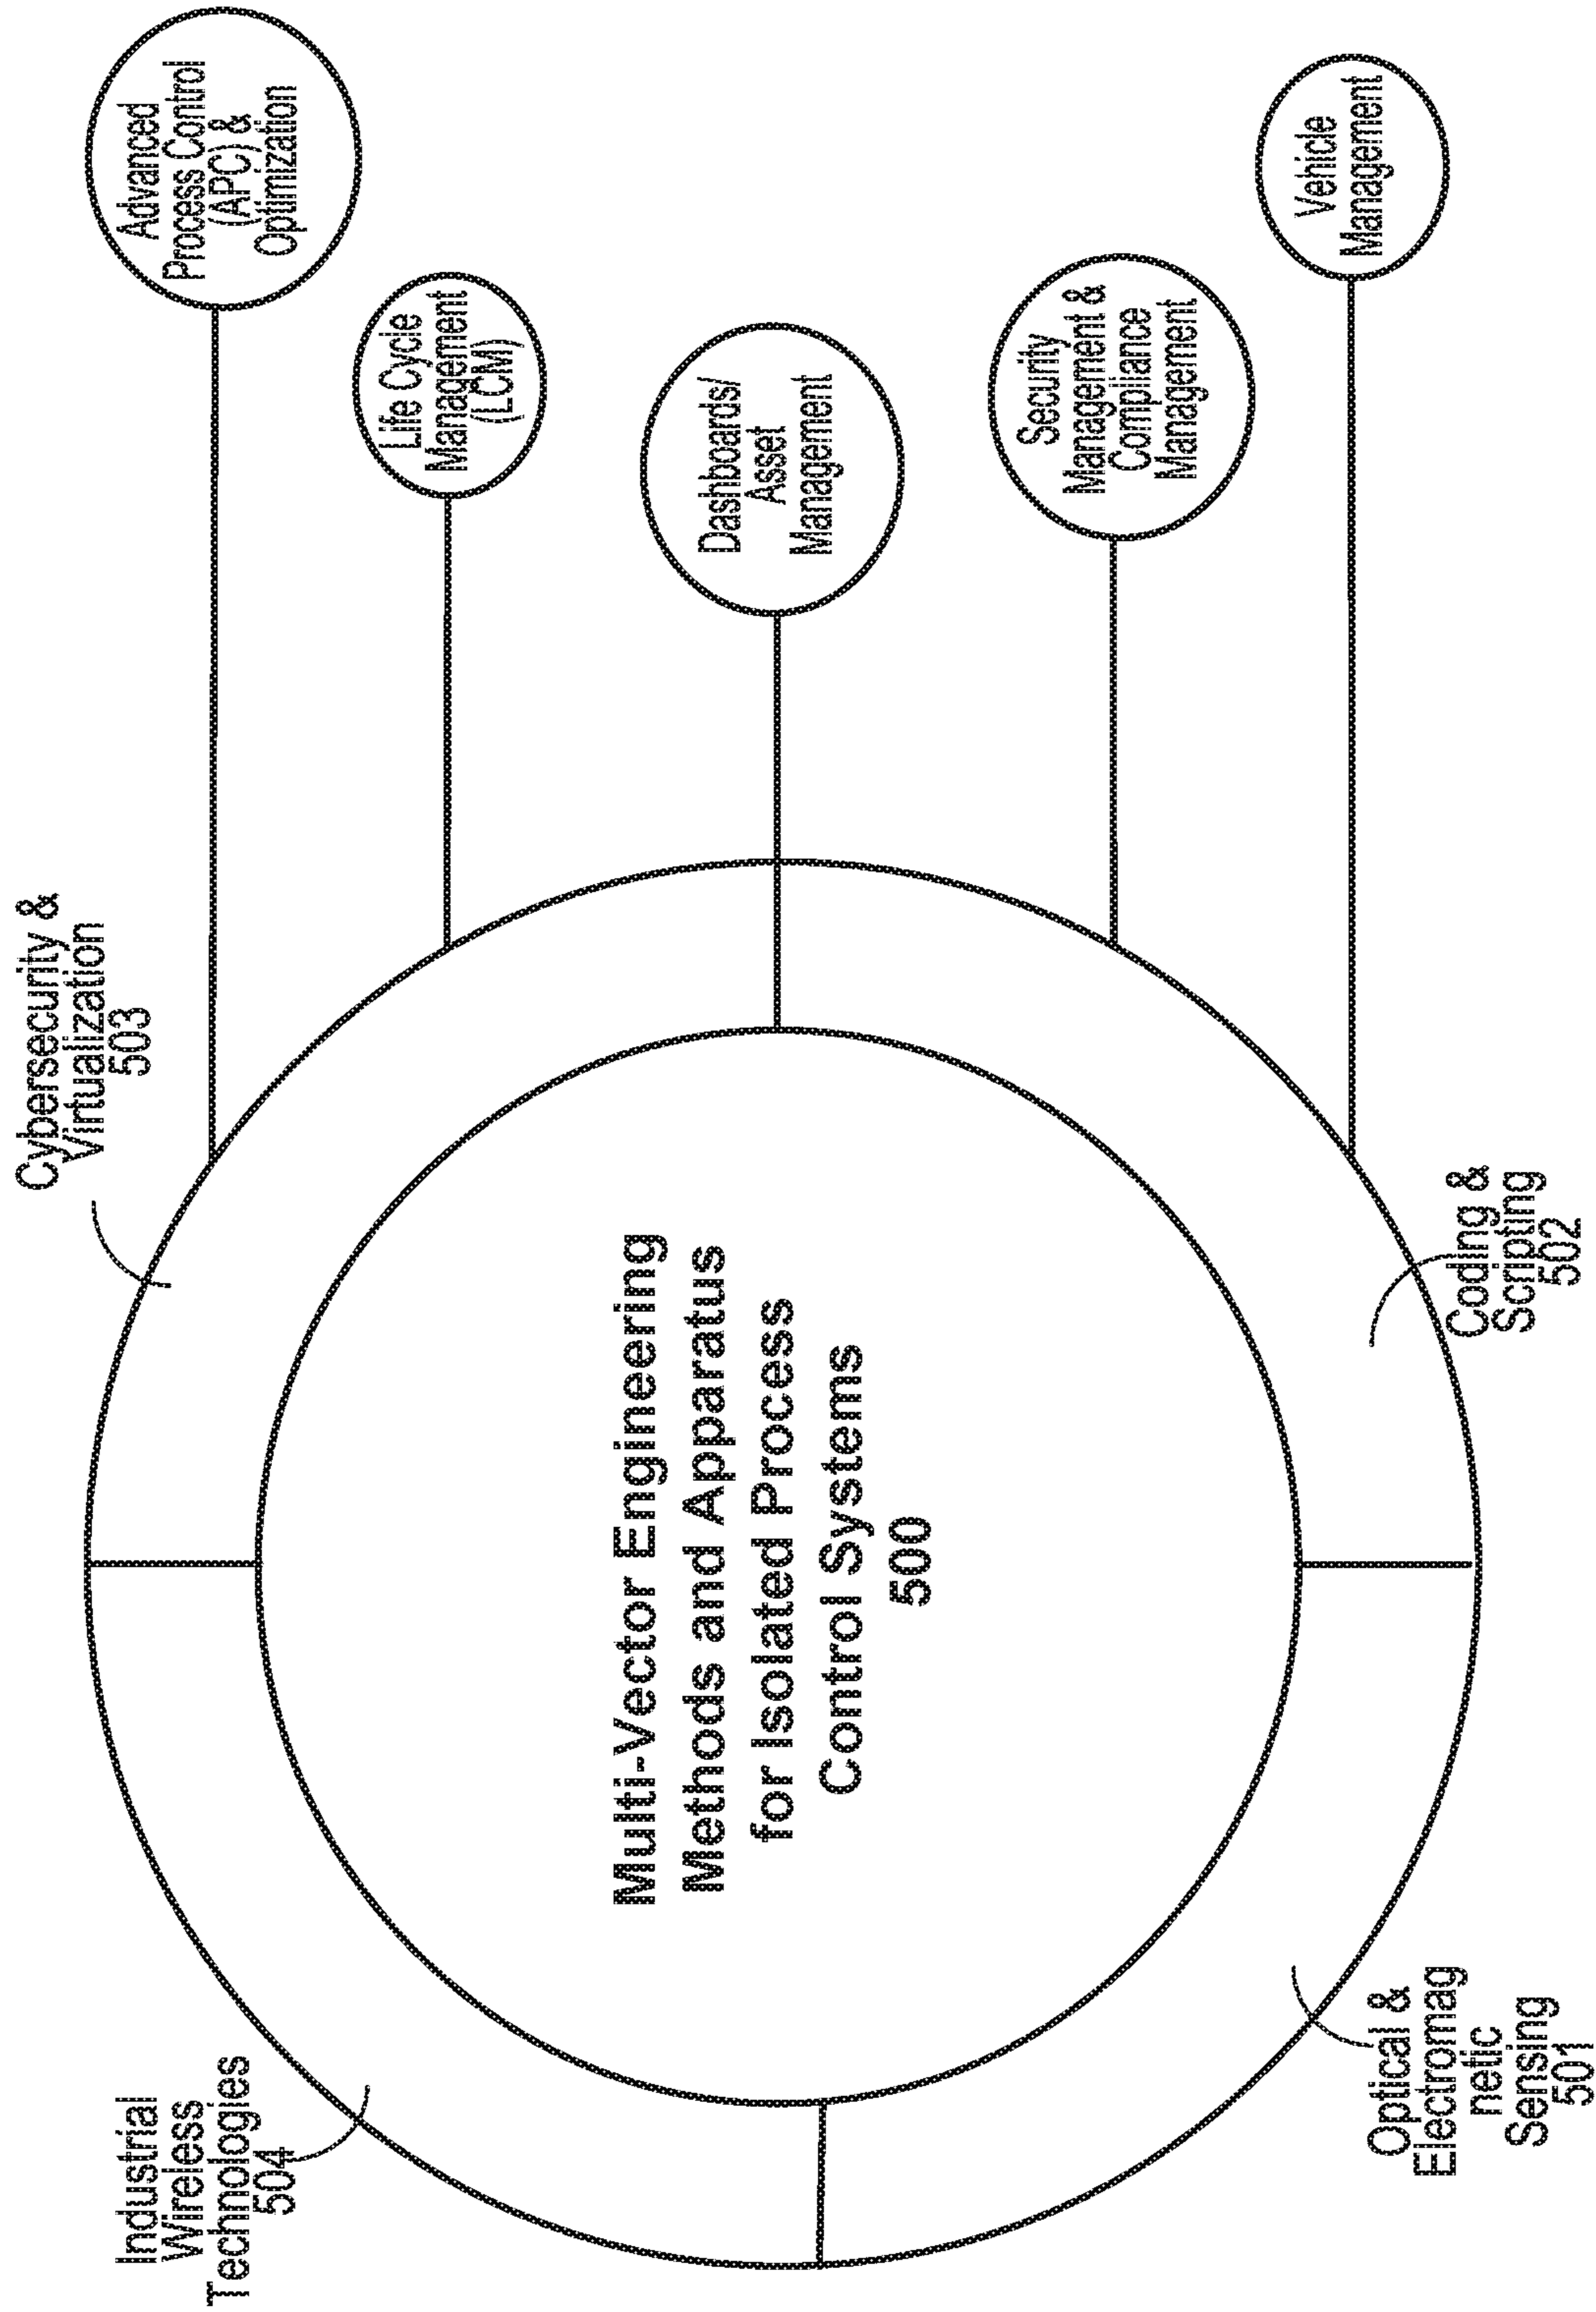 Industrial
Wireless
Technologies
504
Cybersecurity &
Virtualization
503
Advanced
Process Control
(APC) &
Optimization
Life Cycle
Management
(LCM)
Multi-Vector Engineering
Methods and Apparatus
for Isolated Process
Control Systems
500
Dashboards/
Asset
Management
Security
Management &
Compliance
Management
Vehicle
Management
Optical &
Electromag
netic
Sensing
501
Coding &
Scripting
502